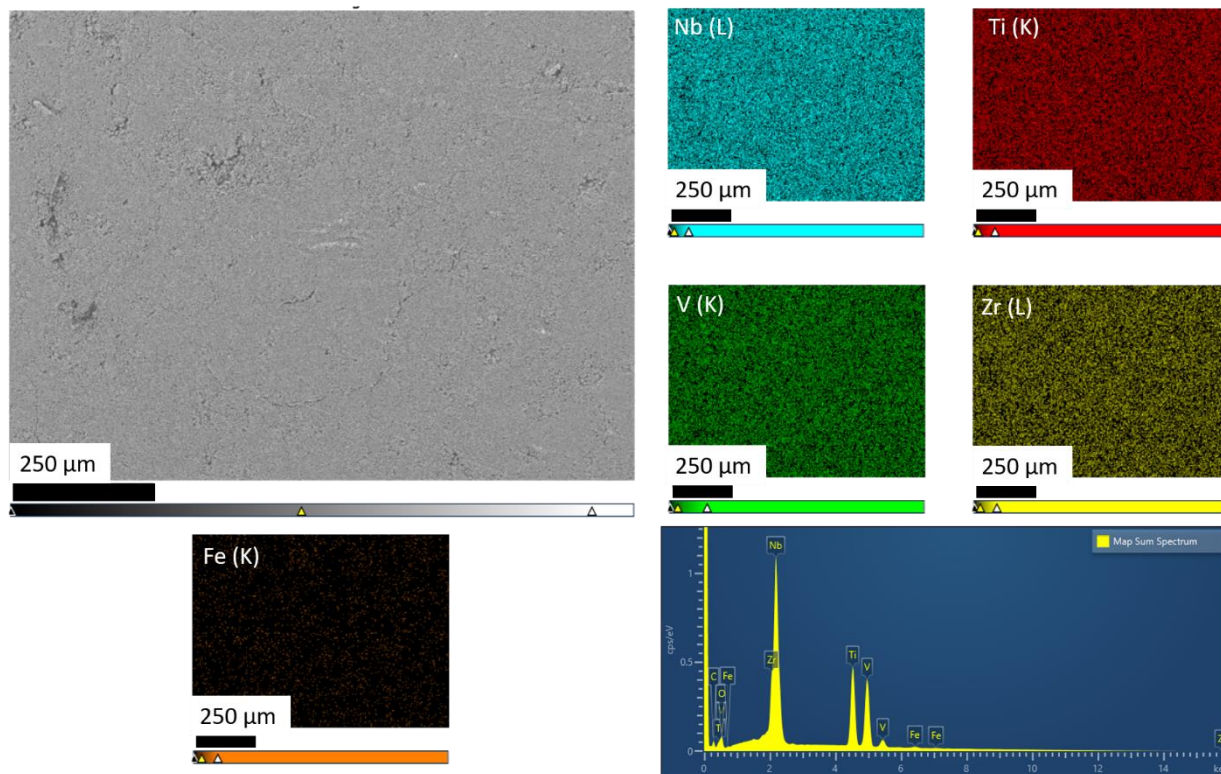 Nb (L)
250 µm
Ti (K)
250 µm
250 µm
V (K)
250 µm
Zr (L)
250 µm
Fe (K)
250 µm
Map Sum Spectrum
cps/eV
1
0.5
0
Nb
Zr
C
O
Fe
Ti
V
V
Fe
Fe
0
2
4
6
8
10
12
14